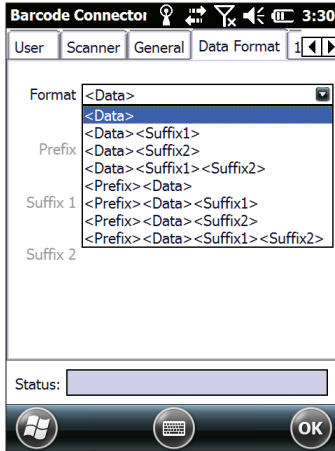 Barcode Connector 3:30
User Scanner General Data Format 1
Format <Data>
<Data>
<Data><Suffix1>
<Data><Suffix2>
<Data><Suffix1><Suffix2>
<Prefix><Data>
<Prefix><Data><Suffix1>
<Prefix><Data><Suffix2>
<Prefix><Data><Suffix1><Suffix2>
Prefix
Suffix 1
Suffix 2
Status:
OK